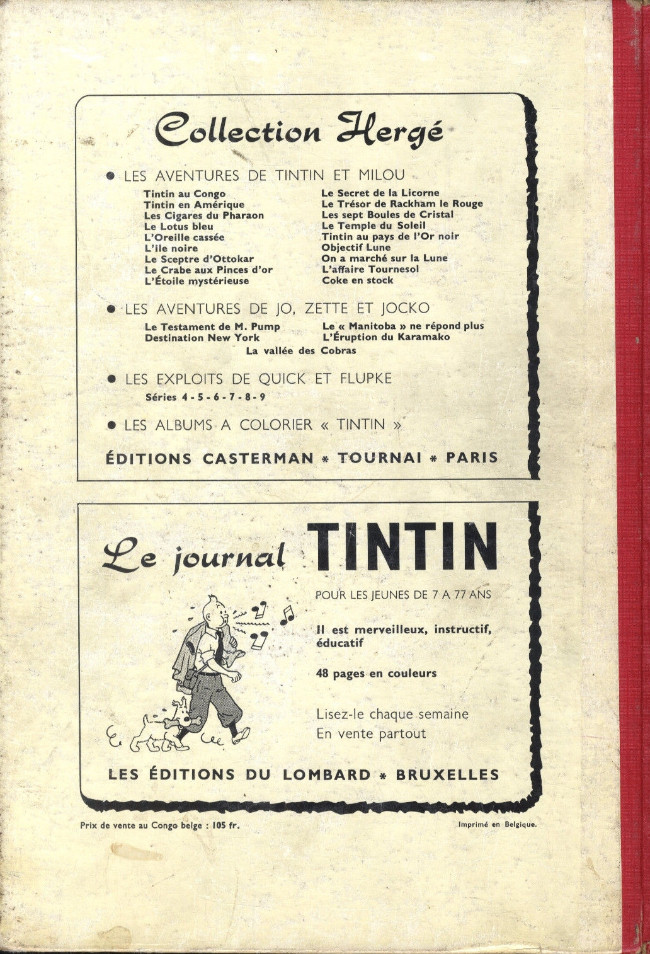 Collection Hergé
● LES AVENTURES DE TINTIN ET MILOU
Tintin au Congo
Tintin en Amérique
Les Cigares du Pharaon
Le Lotus bleu
L'Oreille cassée
L'île noire
Le Sceptre d'Ottokar
Le Crabe aux Pinces d'or
L'Étoile mystérieuse
Le Secret de la Licorne
Le Trésor de Rackham le Rouge
Les sept Boules de Cristal
Le Temple du Soleil
Tintin au pays de l'Or noir
Objectif Lune
On a marché sur la Lune
L'affaire Tournesol
Coke en stock
● LES AVENTURES DE JO, ZETTE ET JOCKO
Le Testament de M. Pump
Destination New York
Le « Manitoba » ne répond plus
L'Éruption du Karamako
La vallée des Cobras
● LES EXPLOITS DE QUICK ET FLUPKE
Séries 4 - 5 - 6 - 7 - 8 - 9
● LES ALBUMS A COLORIER « TINTIN »
ÉDITIONS CASTERMAN * TOURNAI * PARIS
Le journal TINTIN
POUR LES JEUNES DE 7 A 77 ANS
Il est merveilleux, instructif,
éducatif
48 pages en couleurs
Lisez-le chaque semaine
En vente partout
LES ÉDITIONS DU LOMBARD * BRUXELLES
Prix de vente au Congo belge : 105 fr.
Imprimé en Belgique.